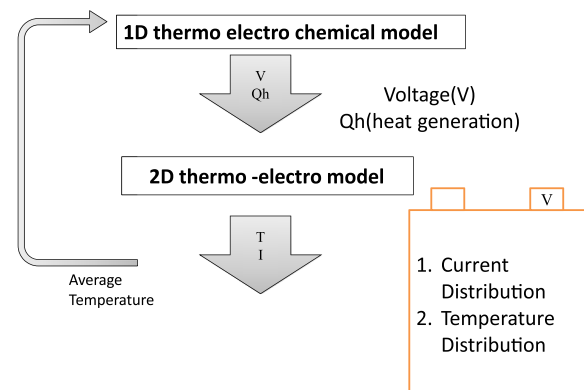 1D thermo electro chemical model
V
Qh
Voltage(V)
Qh(heat generation)
2D thermo -electro model
T
I
Average
Temperature
V
1. Current
Distribution
2. Temperature
Distribution